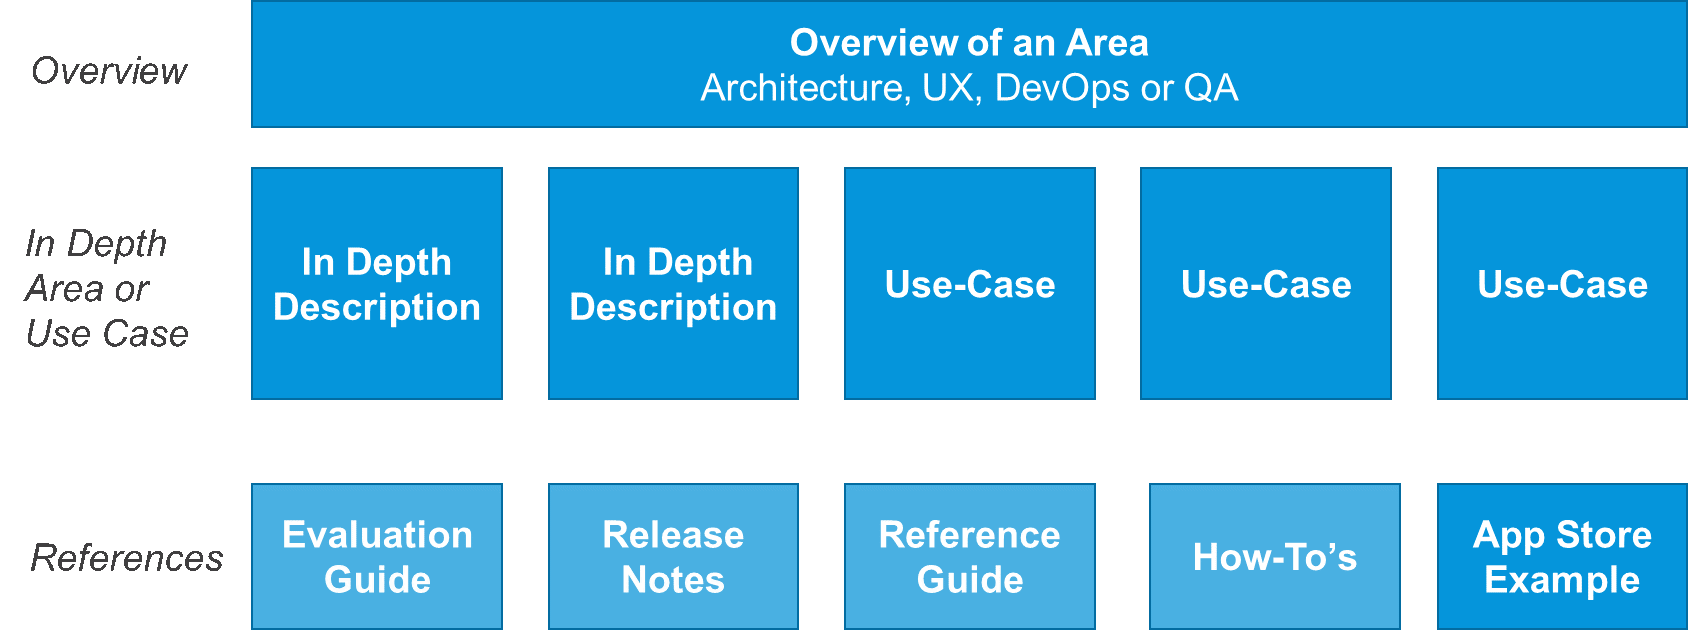 Overview
Overview of an Area
Architecture, UX, DevOps or QA
In Depth
Area or
Use Case
In Depth
Description
In Depth
Description
Use-Case
Use-Case
Use-Case
References
Evaluation
Guide
Release
Notes
Reference
Guide
How-To’s
App Store
Example